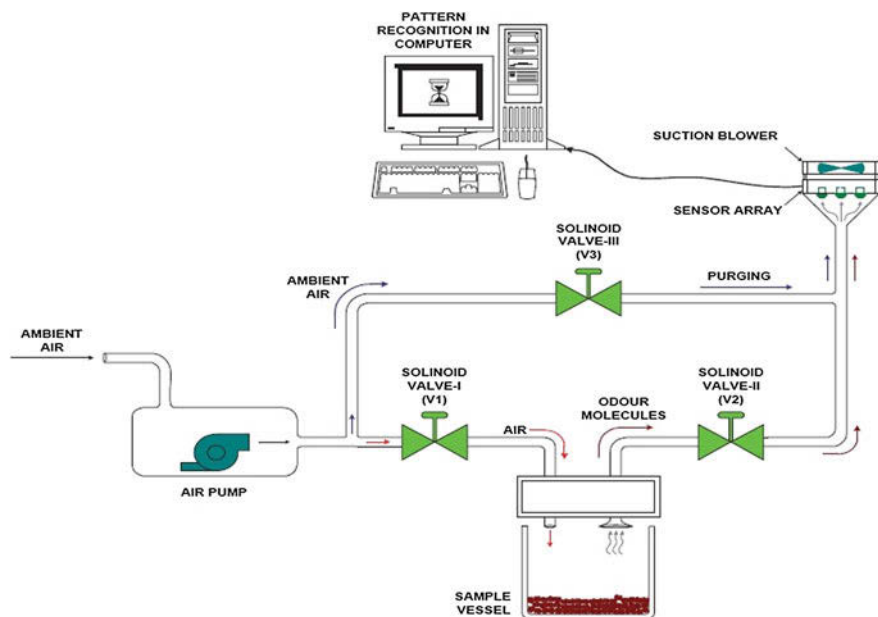 PATTERN
RECOGNITION IN
COMPUTER
SUCTION BLOWER
SENSOR ARRAY
SOLINOID
VALVE-III
(V3)
AMBIENT
AIR
PURGING
AMBIENT
AIR
SOLINOID
VALVE-I
(V1)
ODOUR
MOLECULES
SOLINOID
VALVE-II
(V2)
AIR
AIR PUMP
SAMPLE
VESSEL